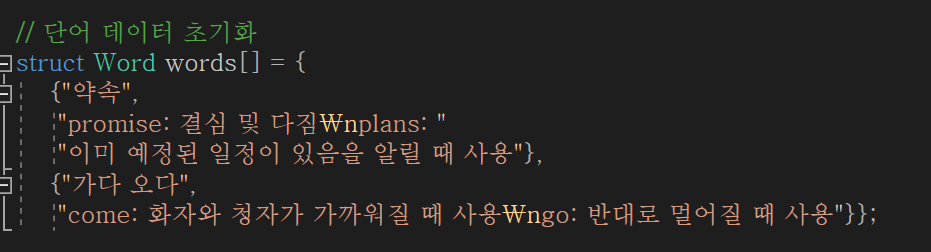 // 단어 데이터 초기화
struct Word words[] = {
{"약속",
"promise: 결심 및 다짐₩nplans: "
"이미 예정된 일정이 있음을 알릴 때 사용"},
{"가다 오다",
"come: 화자와 청자가 가까워질 때 사용₩ngo: 반대로 멀어질 때 사용"}};